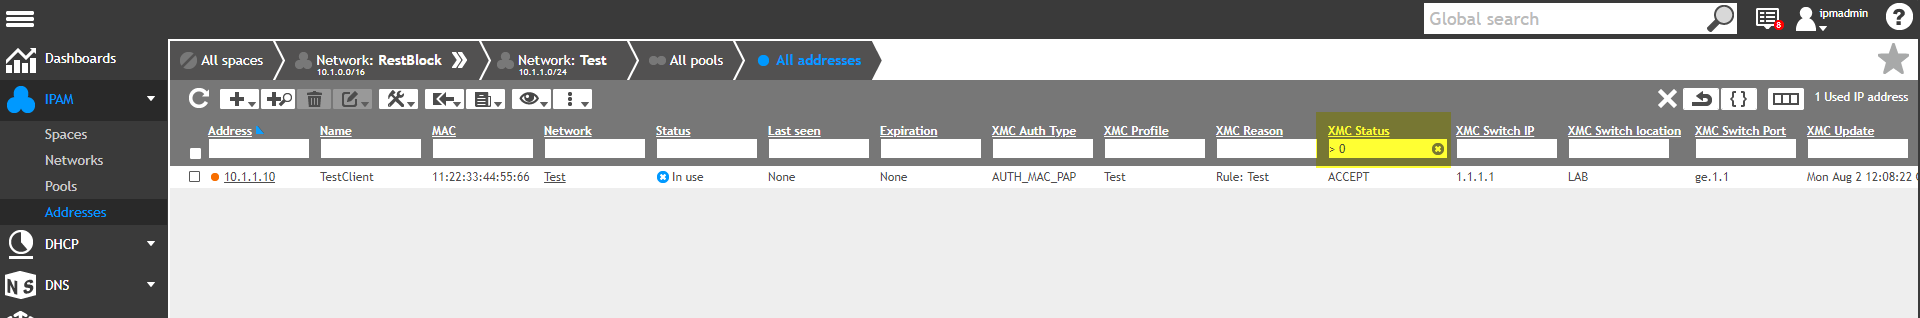 Global search
8
ipmadmin
?
Dashboards
IPAM
Spaces
Networks
Pools
Addresses
DHCP
NS DNS
All spaces
Network: RestBlock
10.1.0.0/16
Network: Test
10.1.1.0/24
All pools
All addresses
1 Used IP address
Address Name MAC Network Status Last seen Expiration XMC Auth Type XMC Profile XMC Reason XMC Status XMC Switch IP XMC Switch location XMC Switch Port XMC Update
> 0
10.1.1.10 TestClient 11:22:33:44:55:66 Test In use None None AUTH_MAC_PAP Test Rule: Test ACCEPT 1.1.1.1 LAB ge.1.1 Mon Aug 2 12:08:22